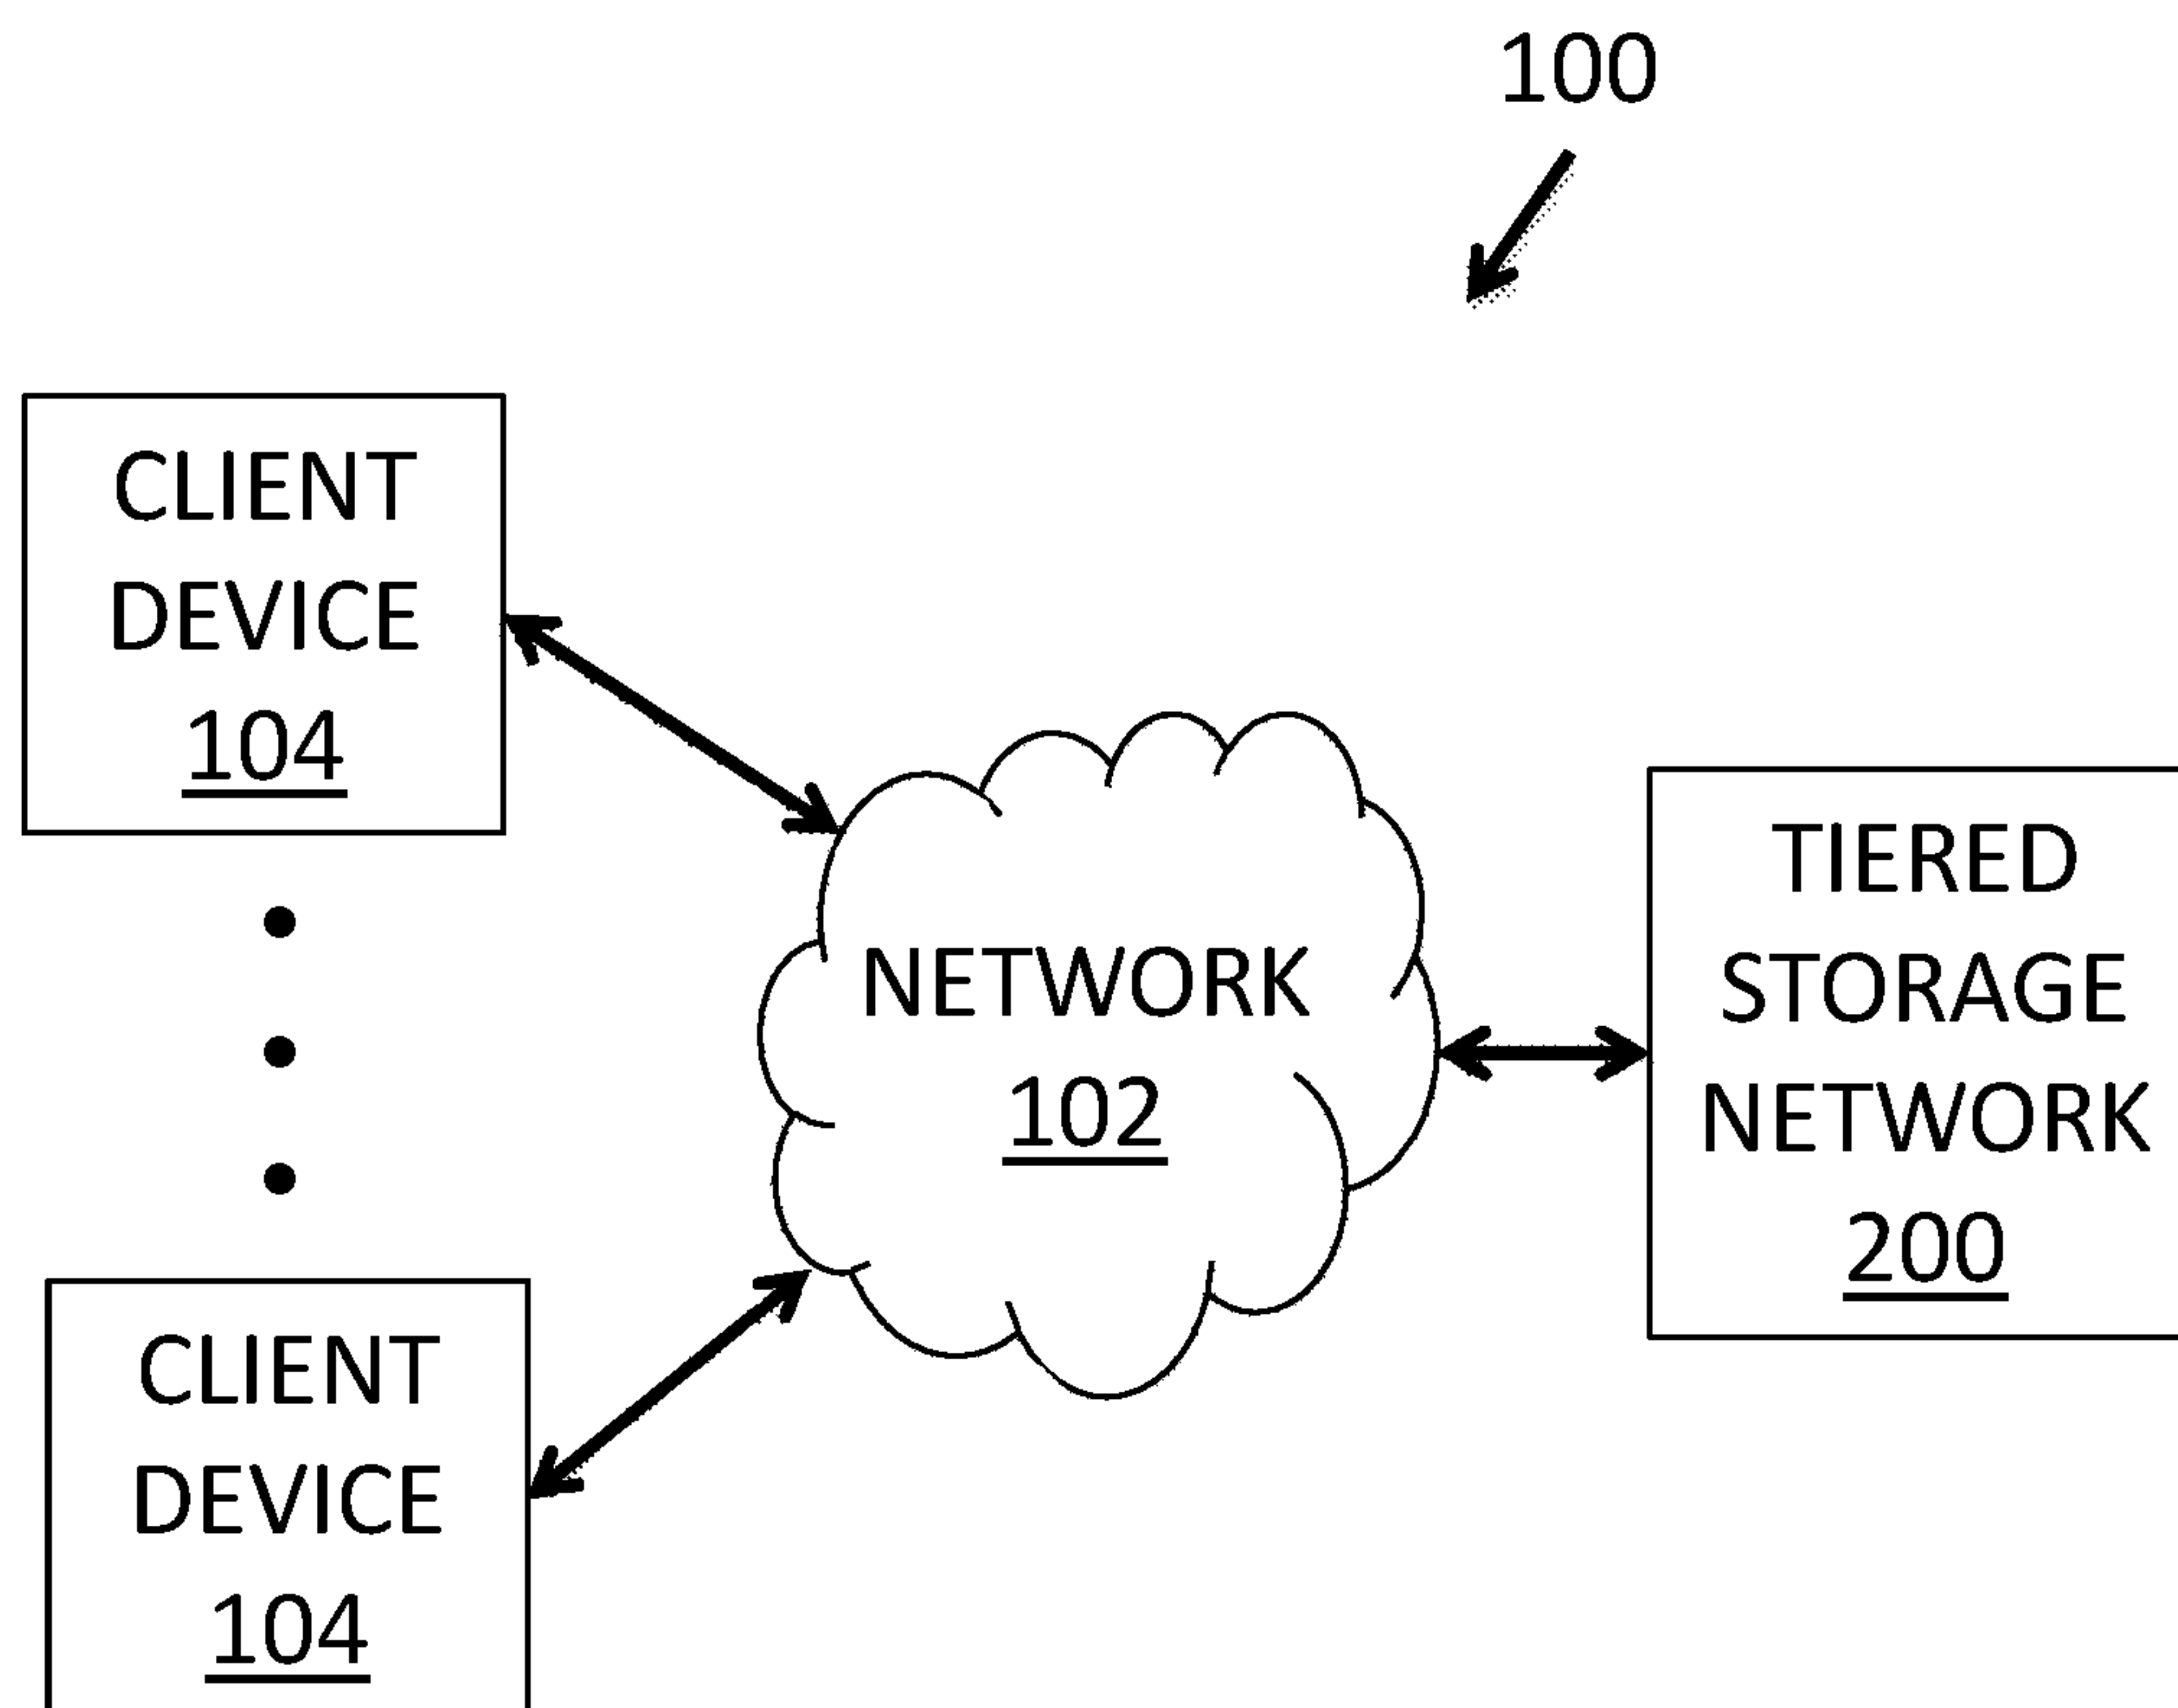 100
CLIENT
DEVICE
104
NETWORK
102
TIERED
STORAGE
NETWORK
200
CLIENT
DEVICE
104